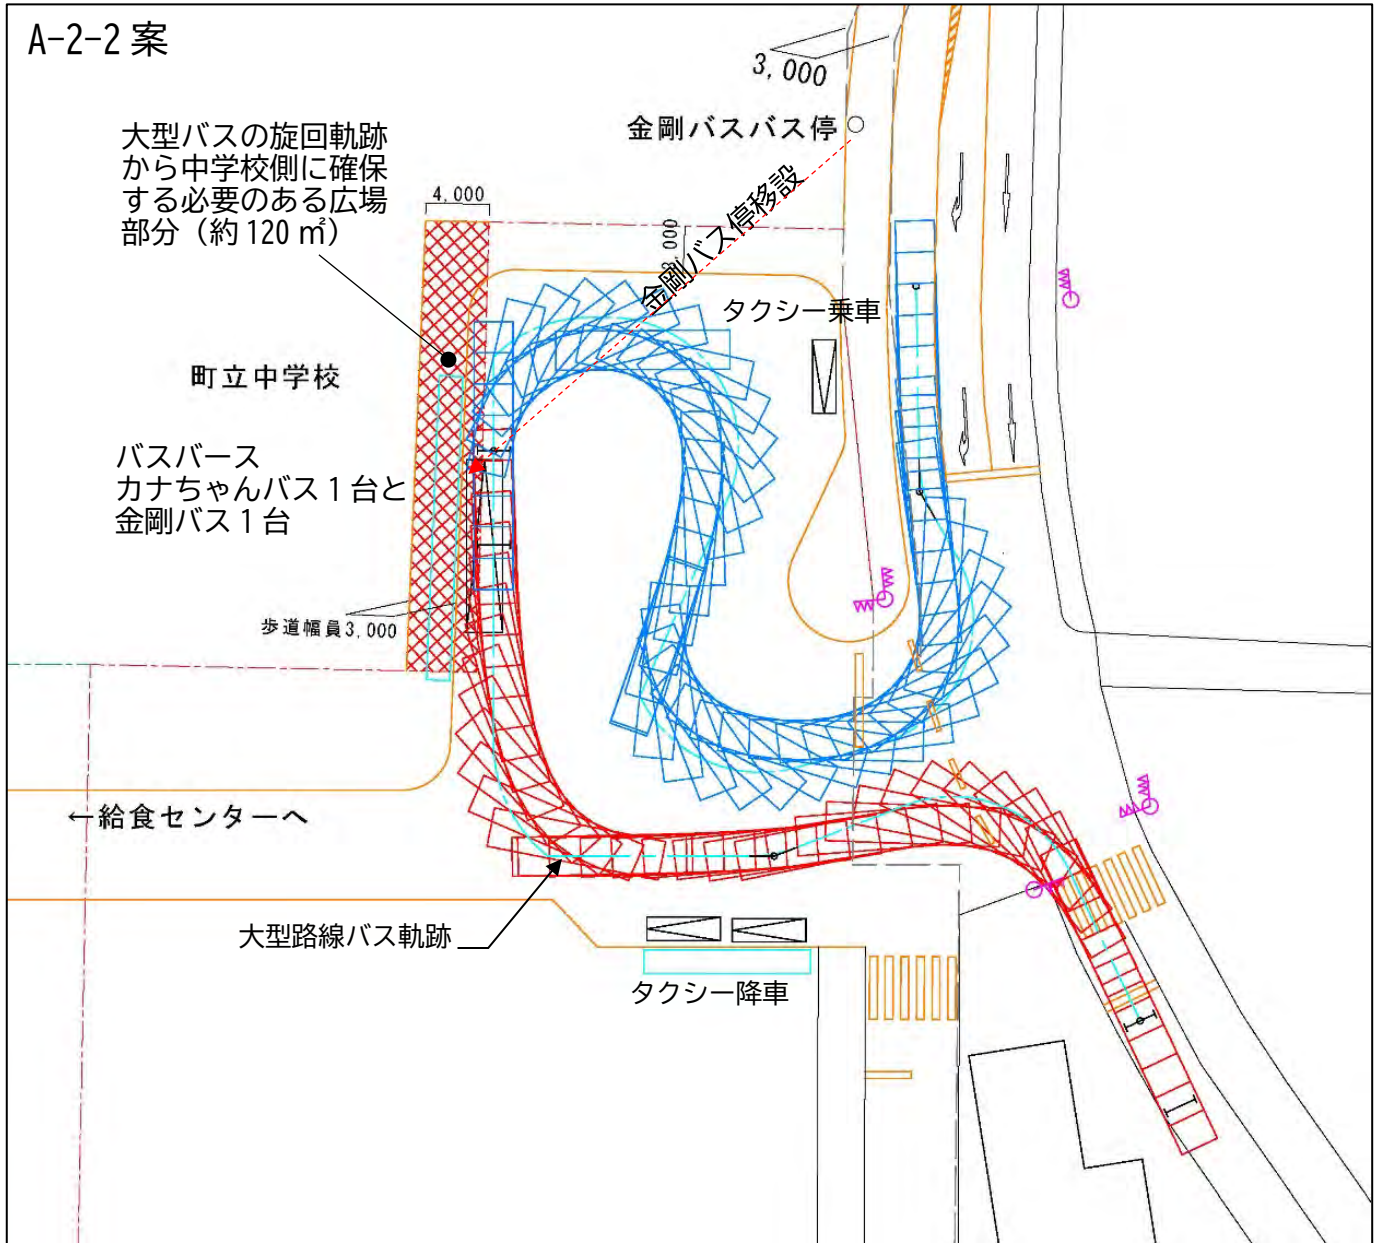 A-2-2 案
3,000
金剛バスバス停
大型バスの旋回軌跡
から中学校側に確保
する必要のある広場
部分（約 120 ㎡）
4,000
金剛バス停移設
タクシー乗車
町立中学校
バスバース
カナちゃんバス 1 台と
金剛バス 1 台
歩道幅員3,000
←給食センターへ
大型路線バス軌跡
タクシー降車